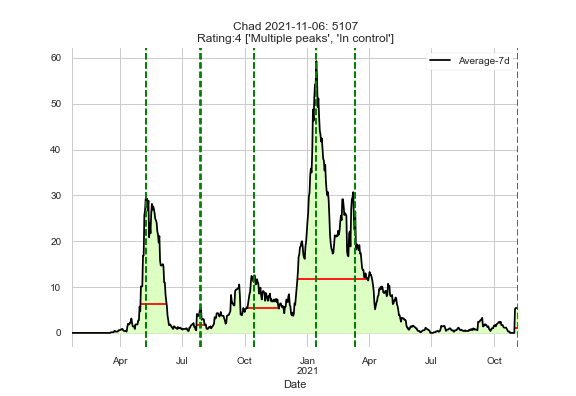 Chad 2021-11-06: 5107
Rating:4 ['Multiple peaks', 'In control']
Average-7d
60
50
40
30
20
10
0
Apr Jul Oct Jan Apr Jul Oct
2021
Date